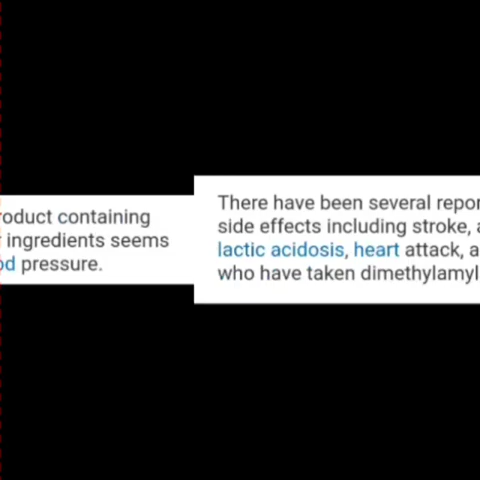 roduct containing
ingredients seems
od pressure.
There have been several repor
side effects including stroke, a
lactic acidosis, heart attack, a
who have taken dimethylamyl